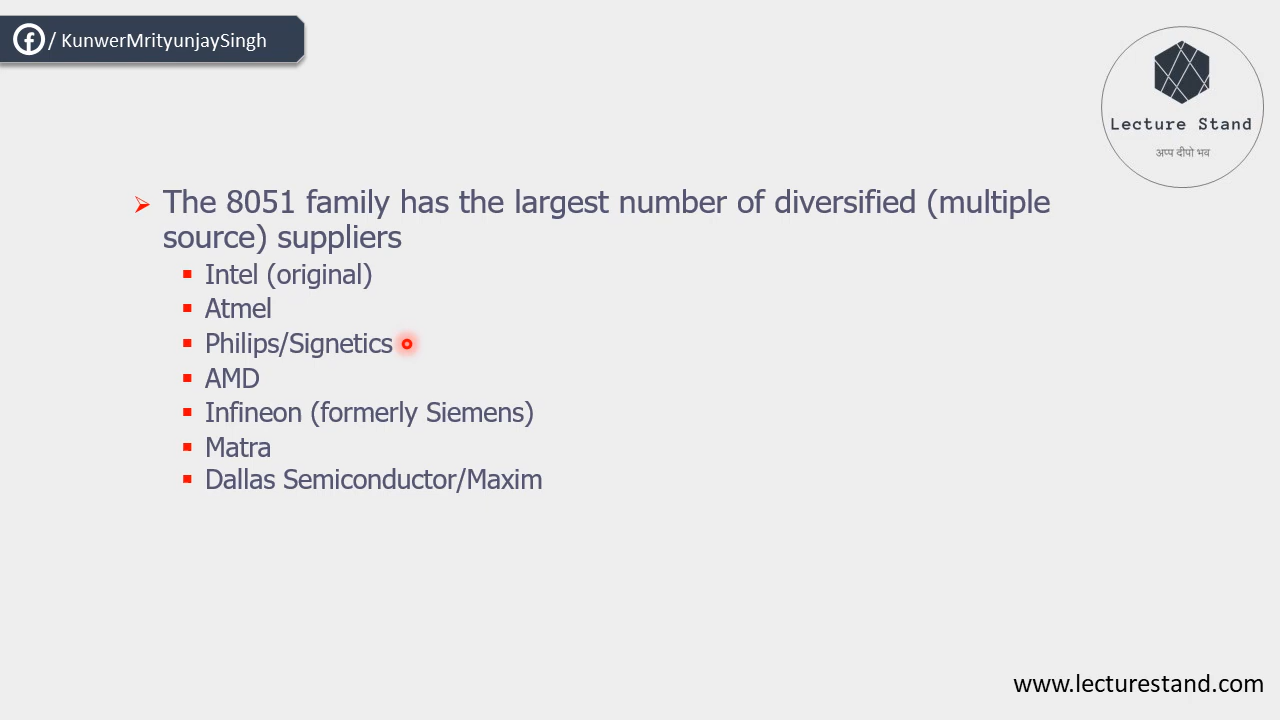 / KunwerMrityunjaySingh
Lecture Stand
अप्प दीपो भव
The 8051 family has the largest number of diversified (multiple
source) suppliers
Intel (original)
Atmel
Philips/Signetics
AMD
Infineon (formerly Siemens)
Matra
Dallas Semiconductor/Maxim
www.lecturestand.com